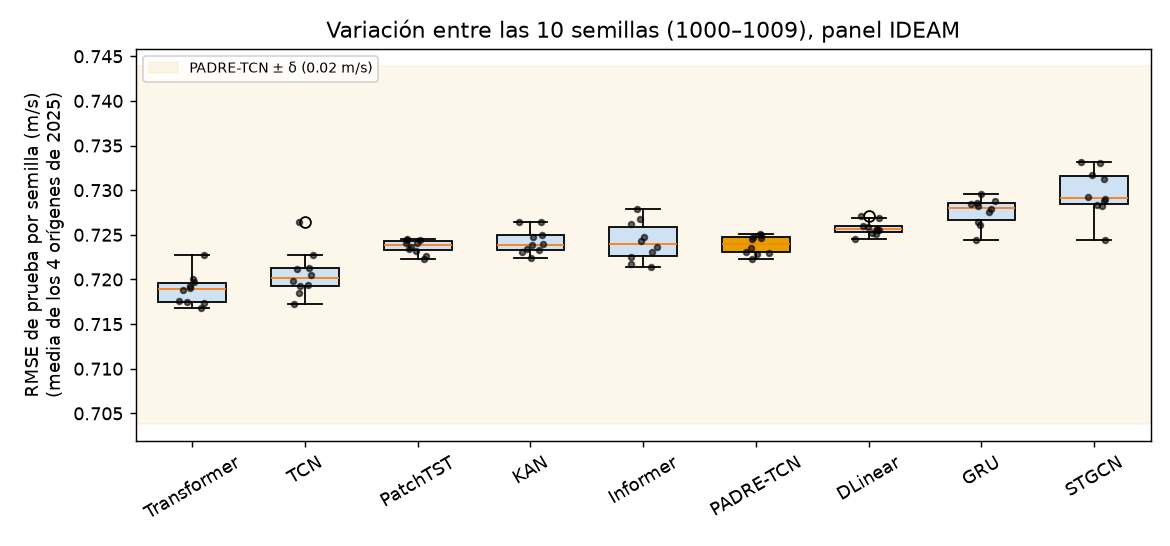 Variación entre las 10 semillas (1000–1009), panel IDEAM
PADRE-TCN ± δ (0.02 m/s)
RMSE de prueba por semilla (m/s)
(media de los 4 orígenes de 2025)
0.745
0.740
0.735
0.730
0.725
0.720
0.715
0.710
0.705
Transformer
TCN
PatchTST
KAN
Informer
PADRE-TCN
DLinear
GRU
STGCN